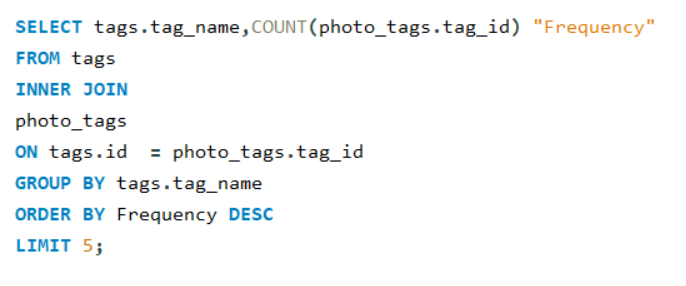 SELECT tags.tag_name,COUNT(photo_tags.tag_id) "Frequency"
FROM tags
INNER JOIN
photo_tags
ON tags.id  = photo_tags.tag_id
GROUP BY tags.tag_name
ORDER BY Frequency DESC
LIMIT 5;